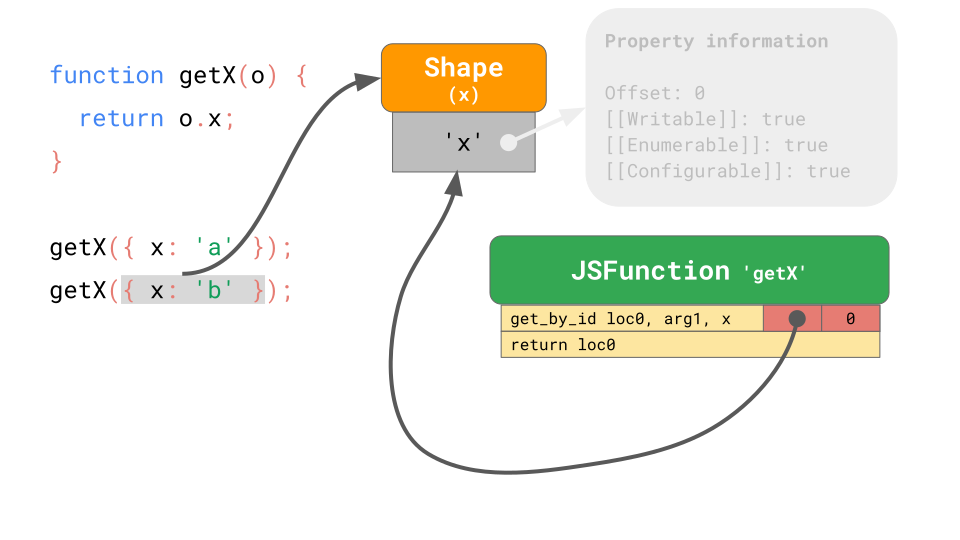 function getX(o) {
  return o.x;
}
getX({ x: 'a' });
getX({ x: 'b' });
Shape
(x)
'x'
Property information
Offset: 0
[[Writable]]: true
[[Enumerable]]: true
[[Configurable]]: true
JSFunction 'getX'
get_by_id loc0, arg1, x 0
return loc0